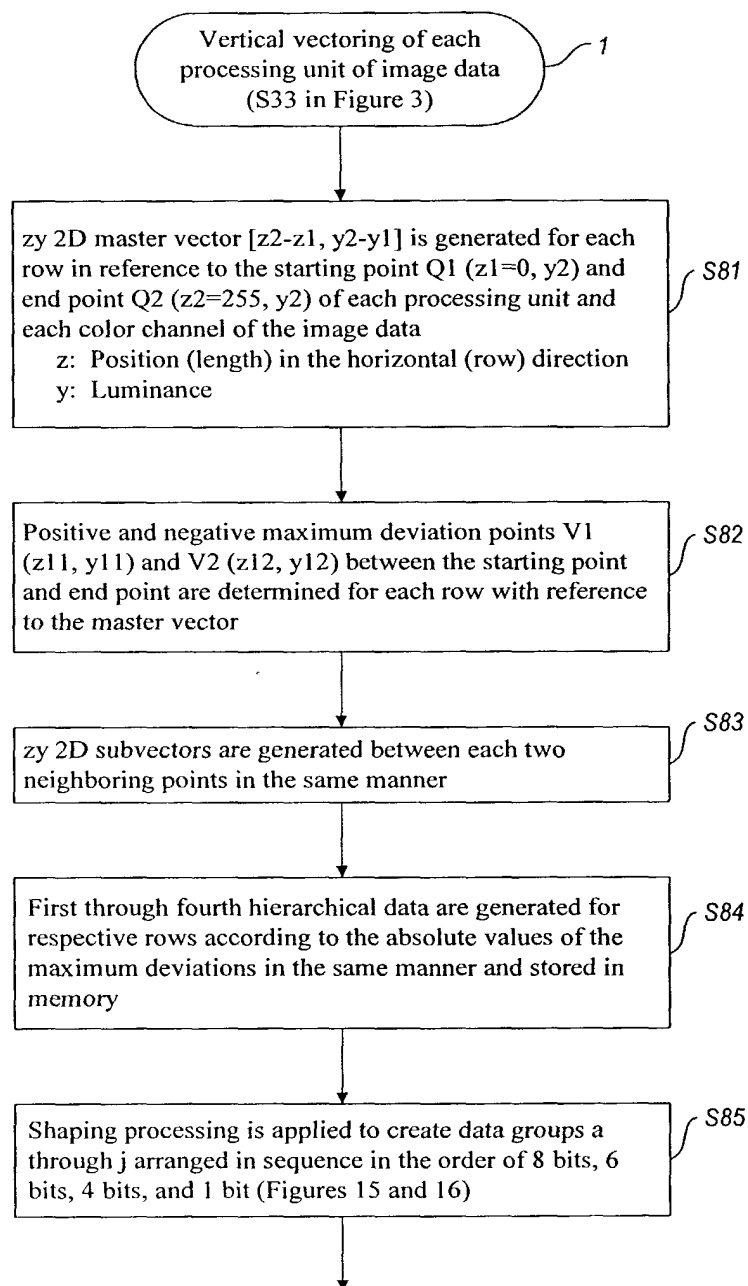 Vertical vectoring of each
processing unit of image data
(S33 in Figure 3)
1
zy 2D master vector [z2-z1, y2-y1] is generated for each
row in reference to the starting point Q1 (z1=0, y2) and
end point Q2 (z2=255, y2) of each processing unit and
each color channel of the image data
z: Position (length) in the horizontal (row) direction
y: Luminance
S81
Positive and negative maximum deviation points V1
(z11, y11) and V2 (z12, y12) between the starting point
and end point are determined for each row with reference
to the master vector
S82
zy 2D subvectors are generated between each two
neighboring points in the same manner
S83
First through fourth hierarchical data are generated for
respective rows according to the absolute values of the
maximum deviations in the same manner and stored in
memory
S84
Shaping processing is applied to create data groups a
through j arranged in sequence in the order of 8 bits, 6
bits, 4 bits, and 1 bit (Figures 15 and 16)
S85